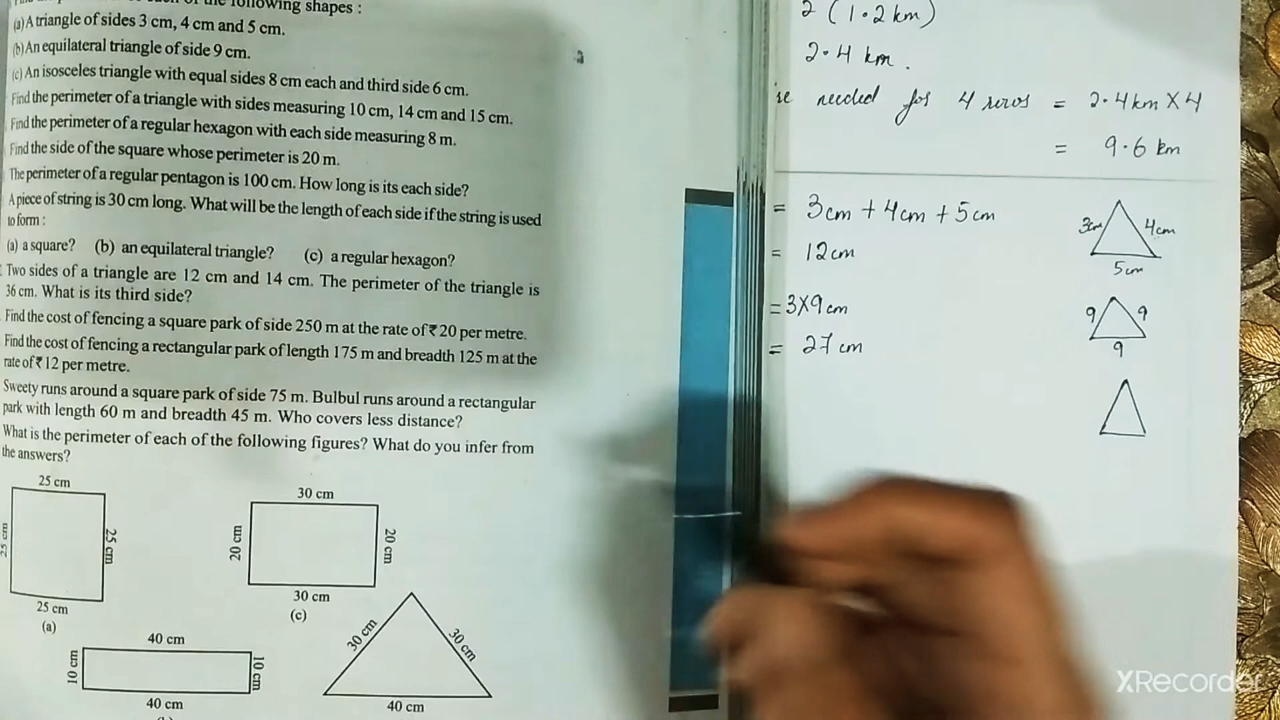 of the following shapes :
(a) A triangle of sides 3 cm, 4 cm and 5 cm.
(b) An equilateral triangle of side 9 cm.
(c) An isosceles triangle with equal sides 8 cm each and third side 6 cm.
Find the perimeter of a triangle with sides measuring 10 cm, 14 cm and 15 cm.
Find the perimeter of a regular hexagon with each side measuring 8 m.
Find the side of the square whose perimeter is 20 m.
The perimeter of a regular pentagon is 100 cm. How long is its each side?
A piece of string is 30 cm long. What will be the length of each side if the string is used
to form :
(a) a square? (b) an equilateral triangle? (c) a regular hexagon?
Two sides of a triangle are 12 cm and 14 cm. The perimeter of the triangle is
36 cm. What is its third side?
Find the cost of fencing a square park of side 250 m at the rate of ₹ 20 per metre.
Find the cost of fencing a rectangular park of length 175 m and breadth 125 m at the
rate of ₹ 12 per metre.
Sweety runs around a square park of side 75 m. Bulbul runs around a rectangular
park with length 60 m and breadth 45 m. Who covers less distance?
What is the perimeter of each of the following figures? What do you infer from
the answers?
25 cm
25 cm
25 cm
25 cm
(a)
30 cm
20 cm
20 cm
30 cm
(c)
40 cm
10 cm
10 cm
40 cm
30 cm
30 cm
40 cm
2 (1.2 km)
2.4 km.
needed for 4 = 2.4 km X 4
= 9.6 km
= 3cm + 4cm + 5cm
= 12cm
3cm
4cm
5cm
= 3X9cm
= 27 cm
9
9
9
XRecorder